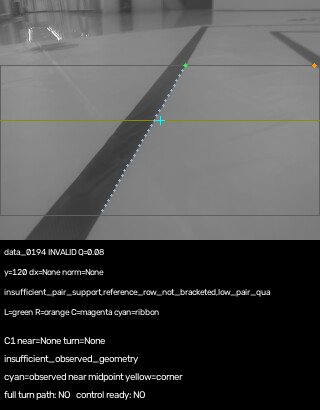 data_0194 INVALID Q=0.08
y=120 dx=None norm=None
insufficient_pair_support,reference_row_not_bracketed,low_pair_qua
L=green R=orange C=magenta cyan=ribbon
C1 near=None turn=None
insufficient_observed_geometry
cyan=observed near midpoint yellow=corner
full turn path: NO control ready: NO